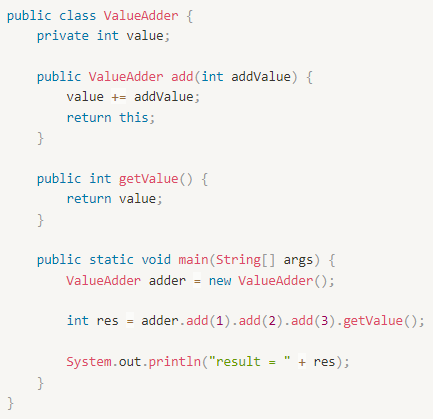 public class ValueAdder {
private int value;
public ValueAdder add(int addValue) {
value += addValue;
return this;
}
public int getValue() {
return value;
}
public static void main(String[] args) {
ValueAdder adder = new ValueAdder();
int res = adder.add(1).add(2).add(3).getValue();
System.out.println("result = " + res);
}
}